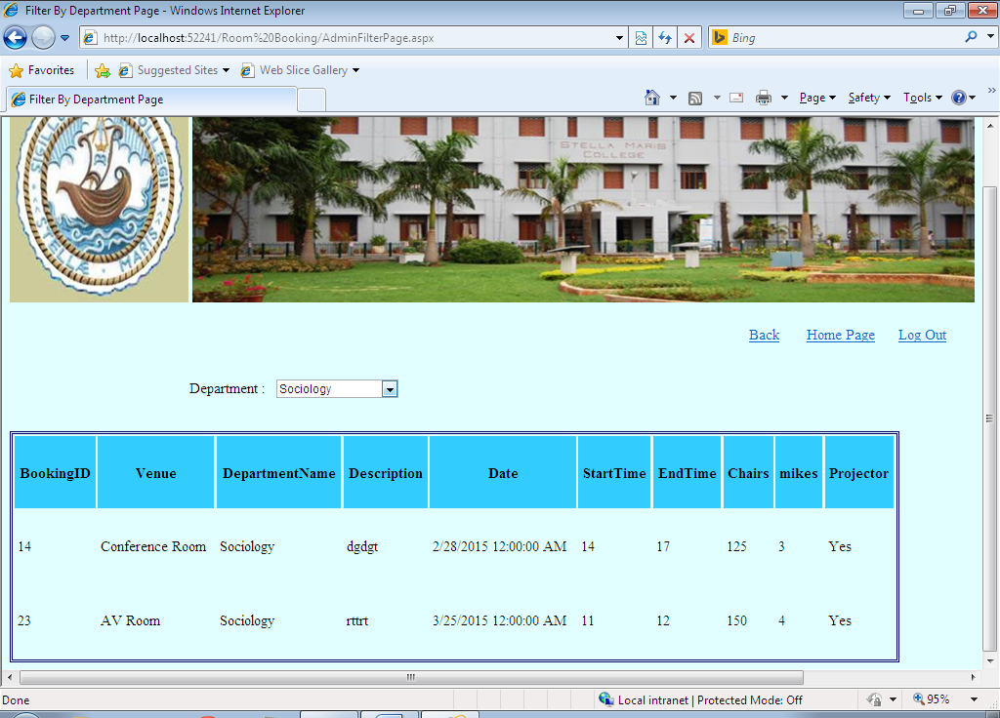 Filter By Department Page - Windows Internet Explorer
http://localhost:52241/Room%20Booking/AdminFilterPage.aspx
Bing
Favorites Suggested Sites Web Slice Gallery
Filter By Department Page
Page Safety Tools »
STELLA MARIS
COLLEGE
STELLÆ MARIS
Back Home Page Log Out
Department : Sociology
BookingID Venue DepartmentName Description Date StartTime EndTime Chairs mikes Projector
14 Conference Room Sociology dgdgt 2/28/2015 12:00:00 AM 14 17 125 3 Yes
23 AV Room Sociology rttrt 3/25/2015 12:00:00 AM 11 12 150 4 Yes
Done Local intranet | Protected Mode: Off 95%